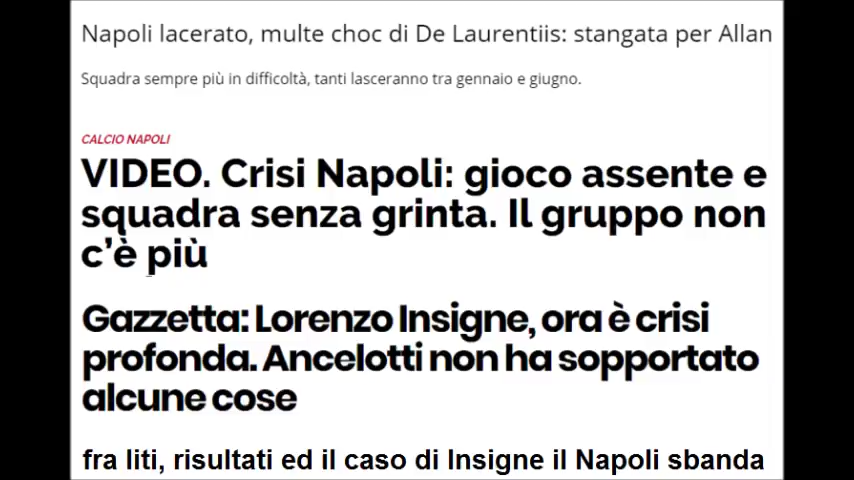 Napoli lacerato, multe choc di De Laurentiis: stangata per Allan
Squadra sempre più in difficoltà, tanti lasceranno tra gennaio e giugno.
CALCIO NAPOLI
VIDEO. Crisi Napoli: gioco assente e
squadra senza grinta. Il gruppo non
c’è più
Gazzetta: Lorenzo Insigne, ora è crisi
profonda. Ancelotti non ha sopportato
alcune cose
fra liti, risultati ed il caso di Insigne il Napoli sbanda